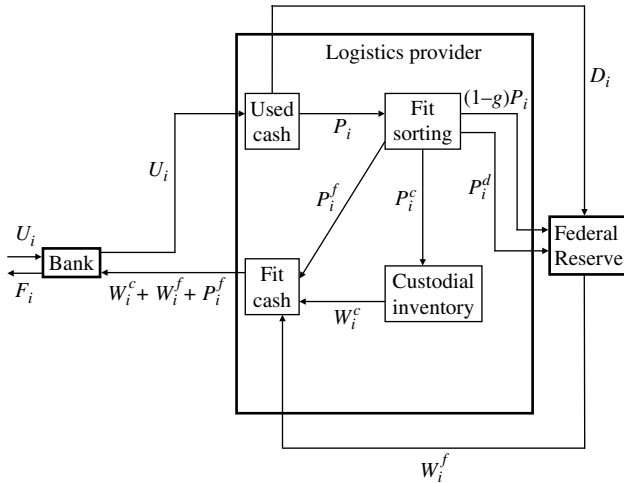 Logistics provider
D_i
Used
cash
P_i
Fit
sorting
(1–g)P_i
U_i
P_i^f
P_i^c
P_i^d
U_i
Bank
F_i
W_i^c + W_i^f + P_i^f
Fit
cash
W_i^c
Custodial
inventory
Federal
Reserve
W_i^f